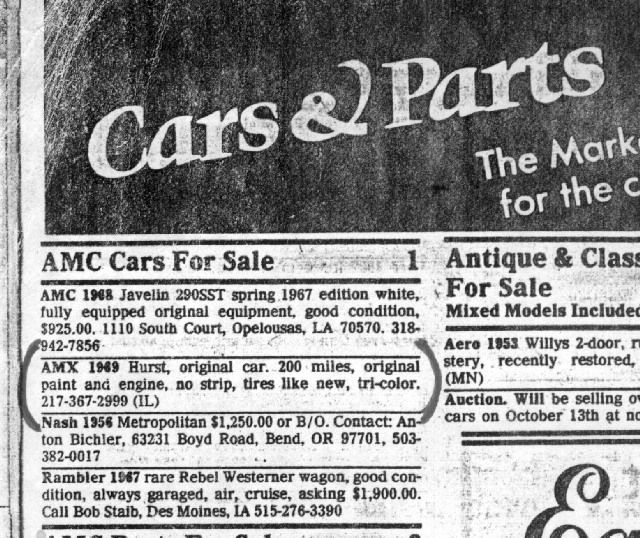 Cars & Parts
The Mark
for the c
AMC Cars For Sale 1
AMC 1968 Javelin 290SST spring 1967 edition white,
fully equipped original equipment, good condition,
$925.00. 1110 South Court, Opelousas, LA 70570. 318-
942-7856
AMX 1969 Hurst, original car. 200 miles, original
paint and engine, no strip, tires like new, tri-color.
217-367-2999 (IL)
Nash 1956 Metropolitan $1,250.00 or B/O. Contact: An-
ton Bichler, 63231 Boyd Road, Bend, OR 97701, 503-
382-0017
Rambler 1967 rare Rebel Westerner wagon, good con-
dition, always garaged, air, cruise, asking $1,900.00.
Call Bob Staib, Des Moines, IA 515-276-3390
Antique & Class
For Sale
Mixed Models Included
Aero 1953 Willys 2-door, r
stery, recently restored,
(MN)
Auction. Will be selling o
cars on October 13th at no